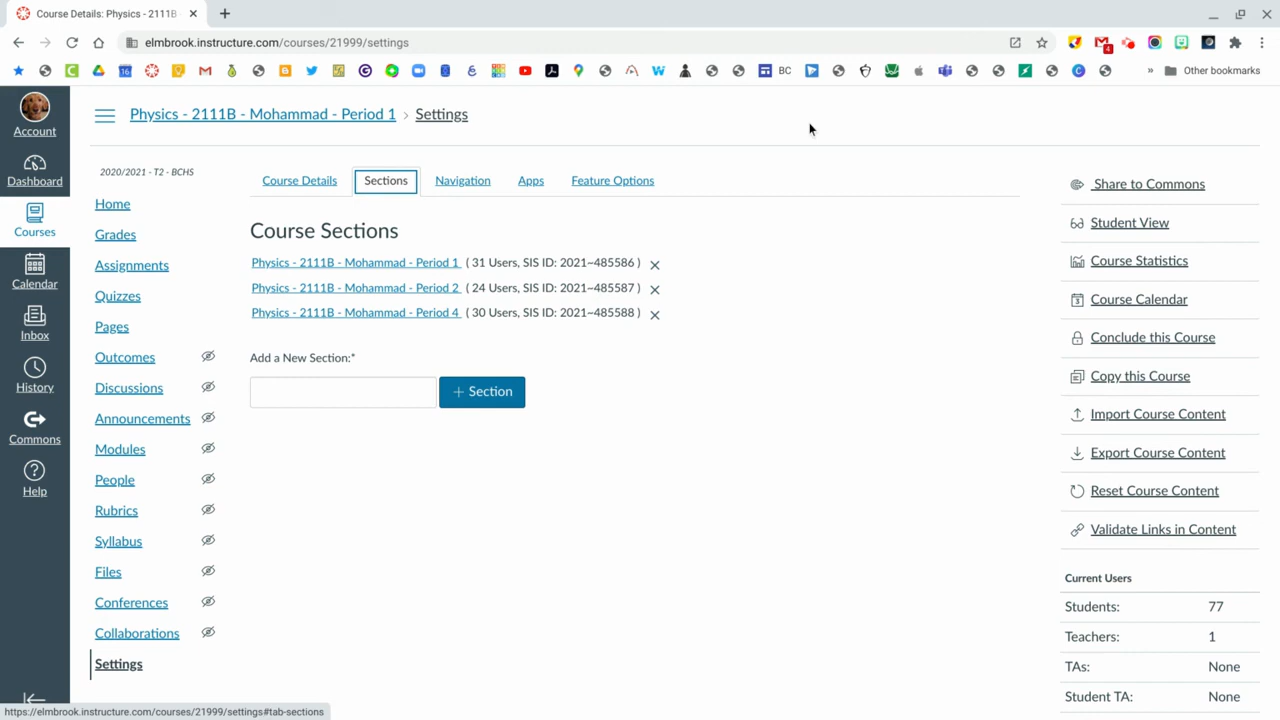 Course Details: Physics - 2111B
elmbrook.instructure.com/courses/21999/settings
4
16
BC
» Other bookmarks
Account
Dashboard
Courses
Calendar
Inbox
History
Commons
Help
Physics - 2111B - Mohammad - Period 1 › Settings
2020/2021 - T2 - BCHS
Home
Grades
Assignments
Quizzes
Pages
Outcomes
Discussions
Announcements
Modules
People
Rubrics
Syllabus
Files
Conferences
Collaborations
Settings
Course Details Sections Navigation Apps Feature Options
Course Sections
Physics - 2111B - Mohammad - Period 1 ( 31 Users, SIS ID: 2021~485586 )
Physics - 2111B - Mohammad - Period 2 ( 24 Users, SIS ID: 2021~485587 )
Physics - 2111B - Mohammad - Period 4 ( 30 Users, SIS ID: 2021~485588 )
Add a New Section:*
+ Section
Share to Commons
Student View
Course Statistics
Course Calendar
Conclude this Course
Copy this Course
Import Course Content
Export Course Content
Reset Course Content
Validate Links in Content
Current Users
Students: 77
Teachers: 1
TAs: None
Student TA: None
https://elmbrook.instructure.com/courses/21999/settings#tab-sections